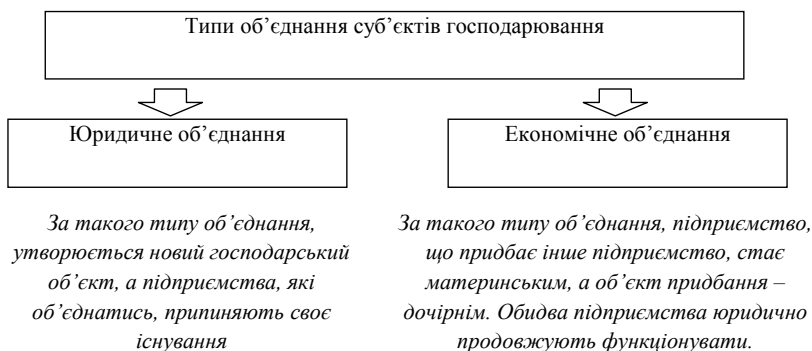 Типи об’єднання суб’єктів господарювання
Юридичне об’єднання
Економічне об’єднання
За такого типу об’єднання,
утворюється новий господарський
об’єкт, а підприємства, які
об’єднатись, припиняють своє
існування
За такого типу об’єднання, підприємство,
що придбає інше підприємство, стає
материнським, а об’єкт придбання –
дочірнім. Обидва підприємства юридично
продовжують функціонувати.